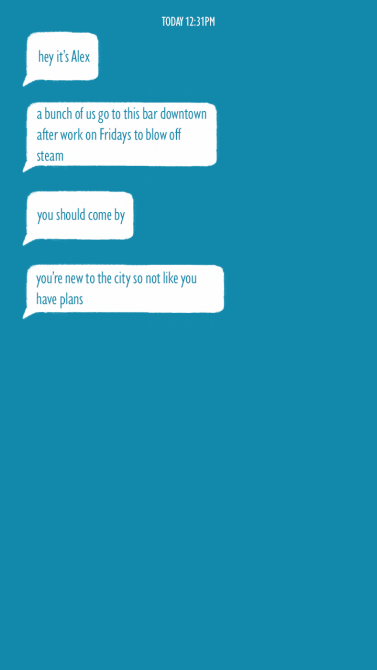 TODAY 12:31PM
hey it's Alex
a bunch of us go to this bar downtown
after work on Fridays to blow off
steam
you should come by
you're new to the city so not like you
have plans